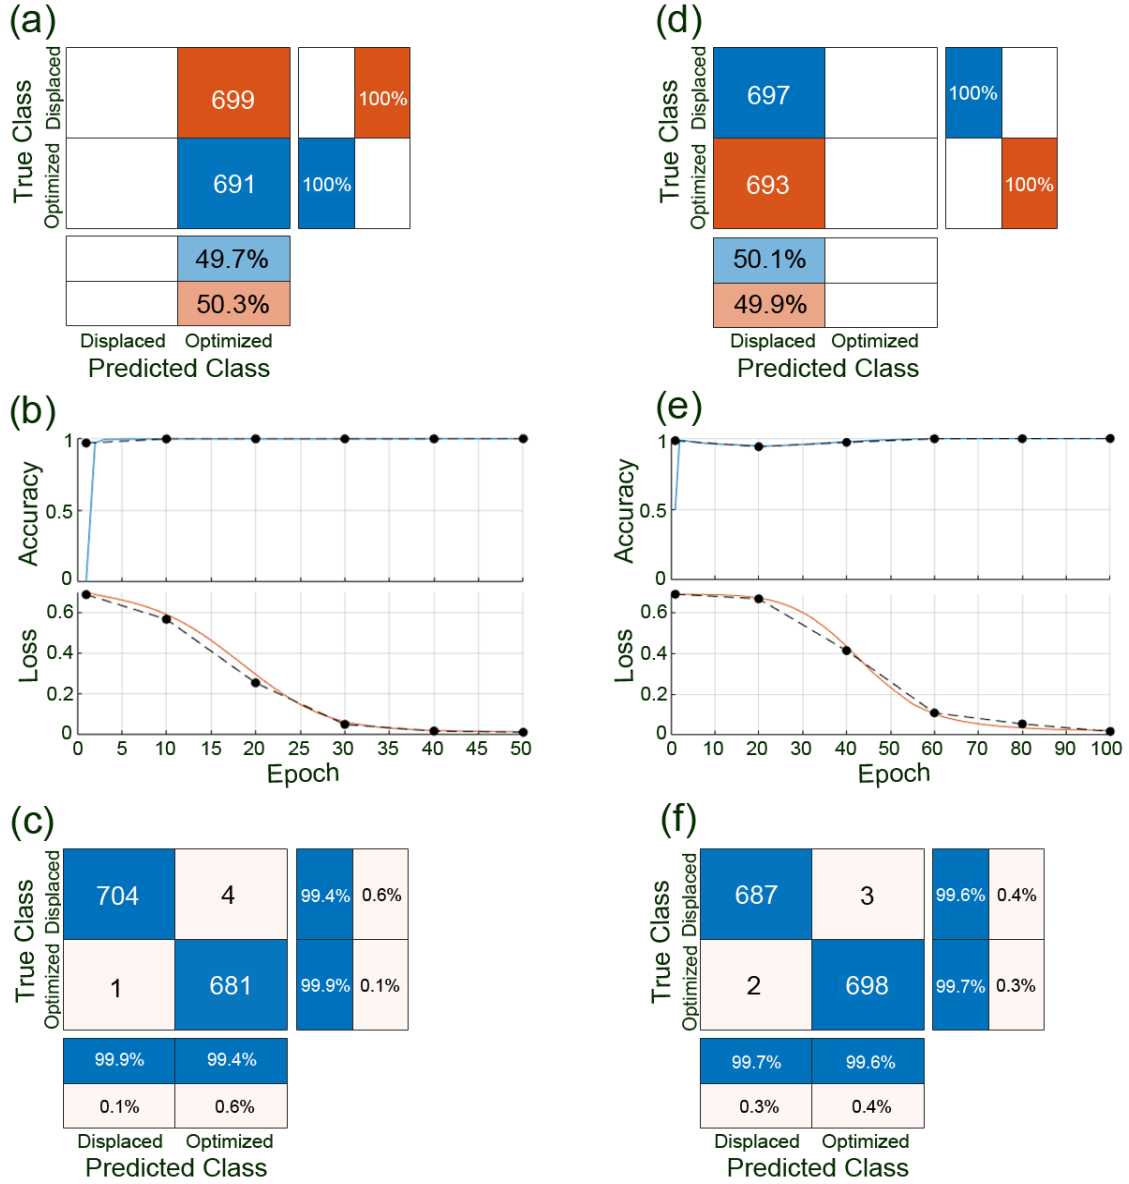 (a)
True Class
Displaced
Optimized
699
100%
691
100%
49.7%
50.3%
Displaced Optimized
Predicted Class
(d)
True Class
Displaced
Optimized
697
100%
693
100%
50.1%
49.9%
Displaced Optimized
Predicted Class
(b)
Accuracy
1
0.5
0
Loss
0.6
0.4
0.2
0
0 5 10 15 20 25 30 35 40 45 50
Epoch
(e)
Accuracy
1
0.5
0
Loss
0.6
0.4
0.2
0
0 10 20 30 40 50 60 70 80 90 100
Epoch
(c)
True Class
Displaced
Optimized
704 4 99.4% 0.6%
1 681 99.9% 0.1%
99.9% 99.4%
0.1% 0.6%
Displaced Optimized
Predicted Class
(f)
True Class
Displaced
Optimized
687 3 99.6% 0.4%
2 698 99.7% 0.3%
99.7% 99.6%
0.3% 0.4%
Displaced Optimized
Predicted Class